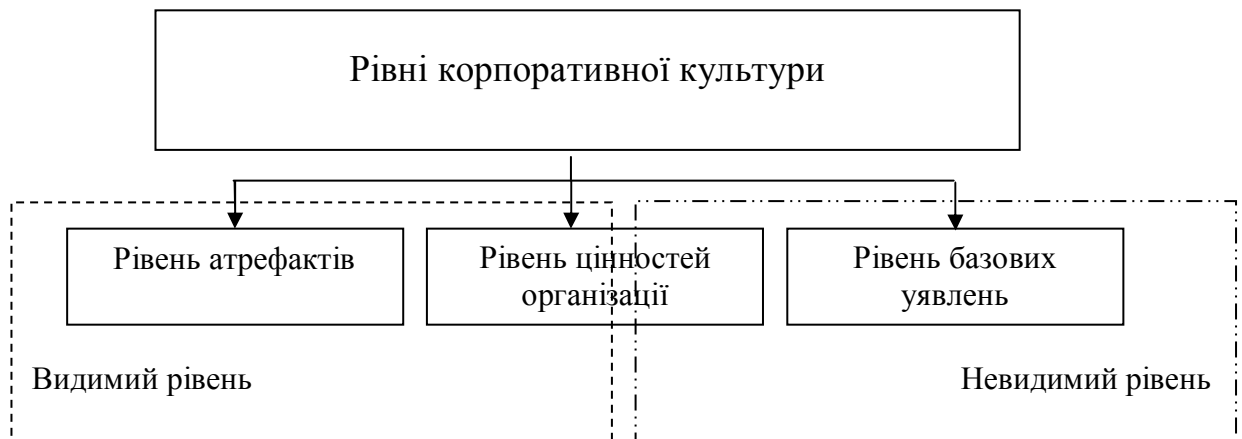 Рівні корпоративної культури
Рівень атрефактів
Рівень цінностей
організації
Рівень базових
уявлень
Видимий рівень
Невидимий рівень